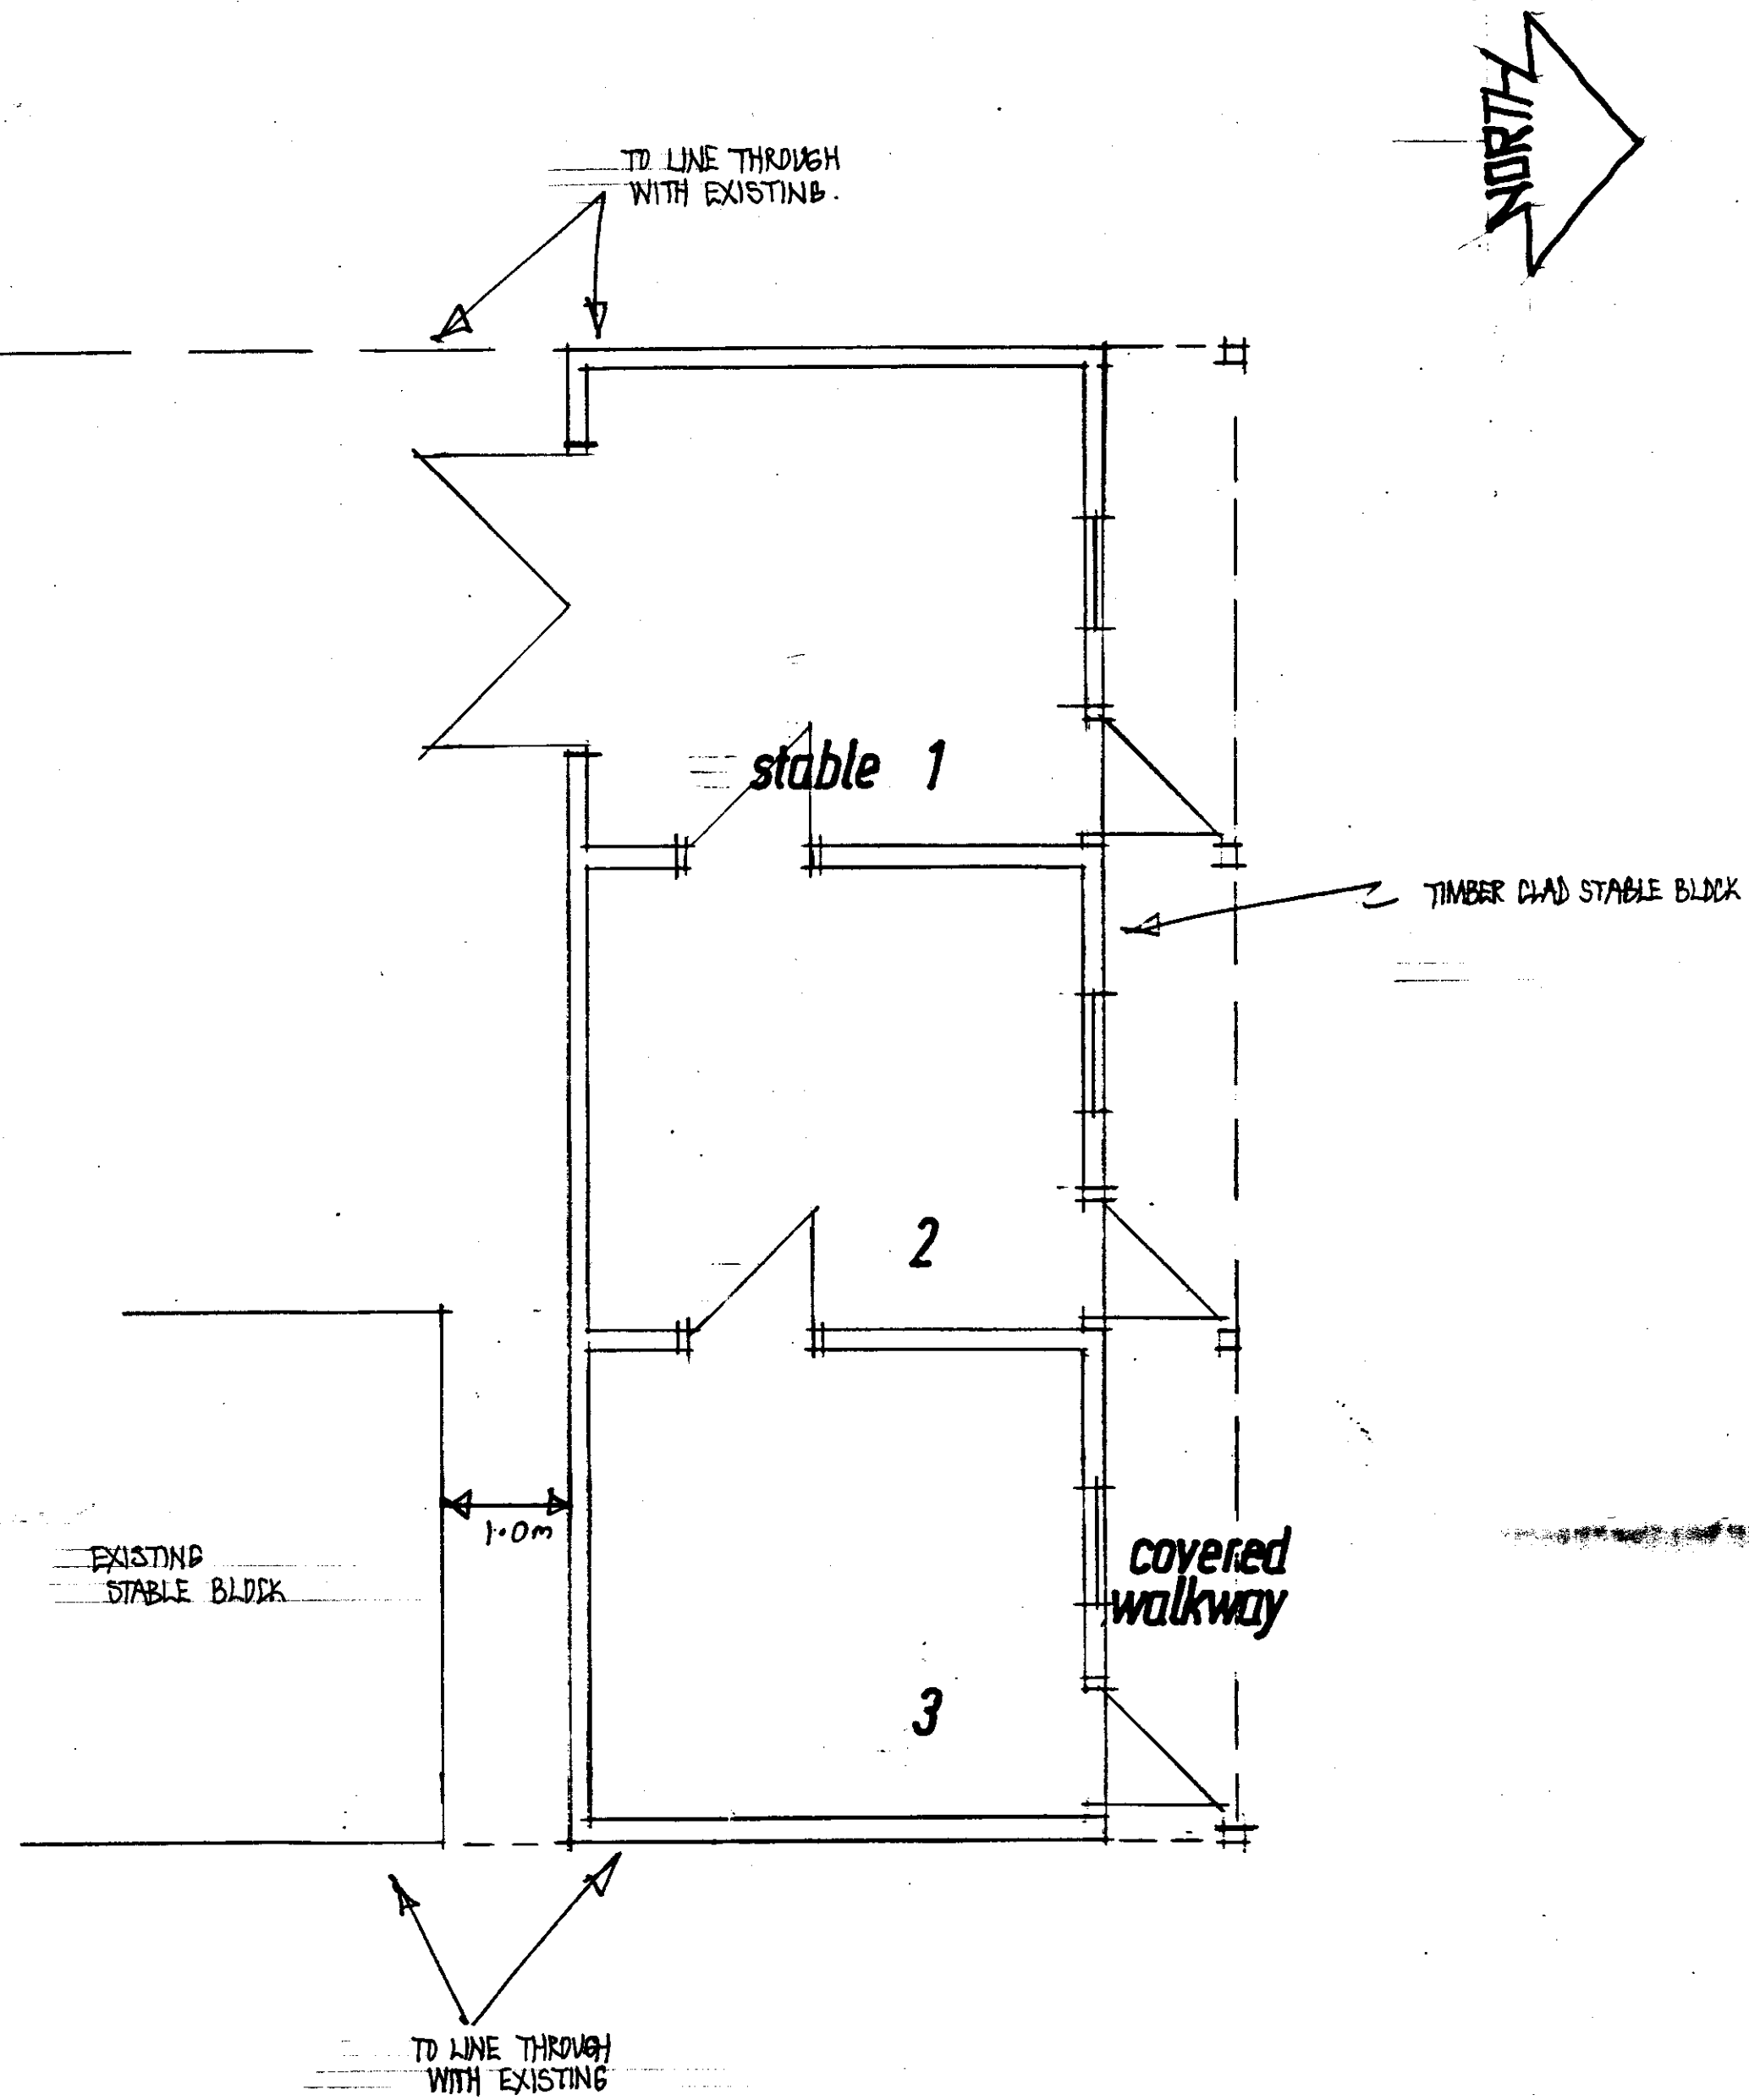 NORTH
TO LINE THROUGH
WITH EXISTING.
stable 1
TIMBER CLAD STABLE BLOCK
2
1.0m
EXISTING
STABLE BLOCK
covered
walkway
3
TO LINE THROUGH
WITH EXISTING